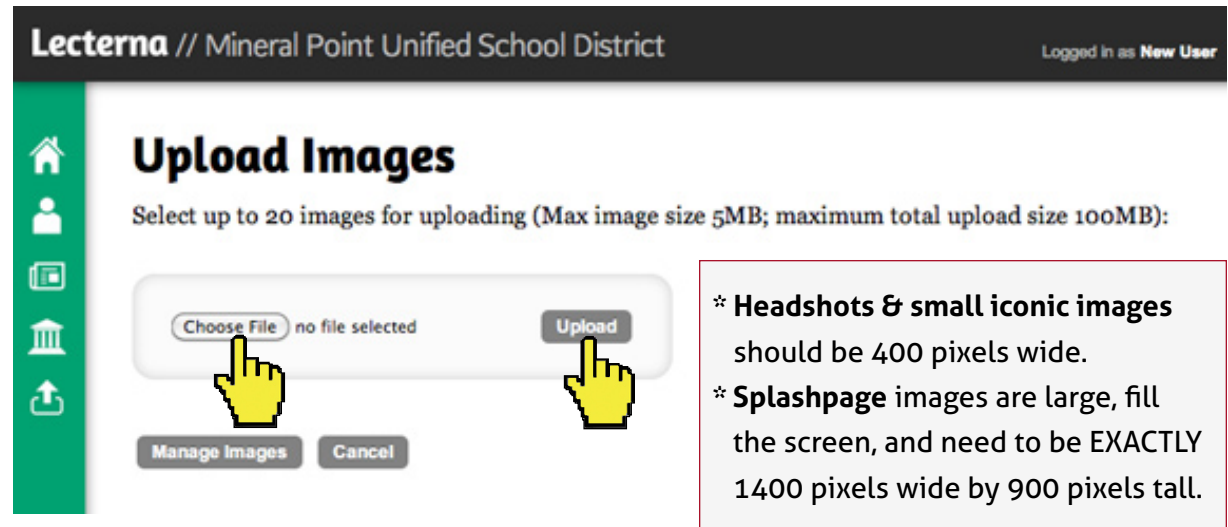 Lecterna // Mineral Point Unified School District
Logged in as New User
Upload Images
Select up to 20 images for uploading (Max image size 5MB; maximum total upload size 100MB):
Choose File no file selected
Upload
Manage Images Cancel
* Headshots & small iconic images
should be 400 pixels wide.
* Splashpage images are large, fill
the screen, and need to be EXACTLY
1400 pixels wide by 900 pixels tall.